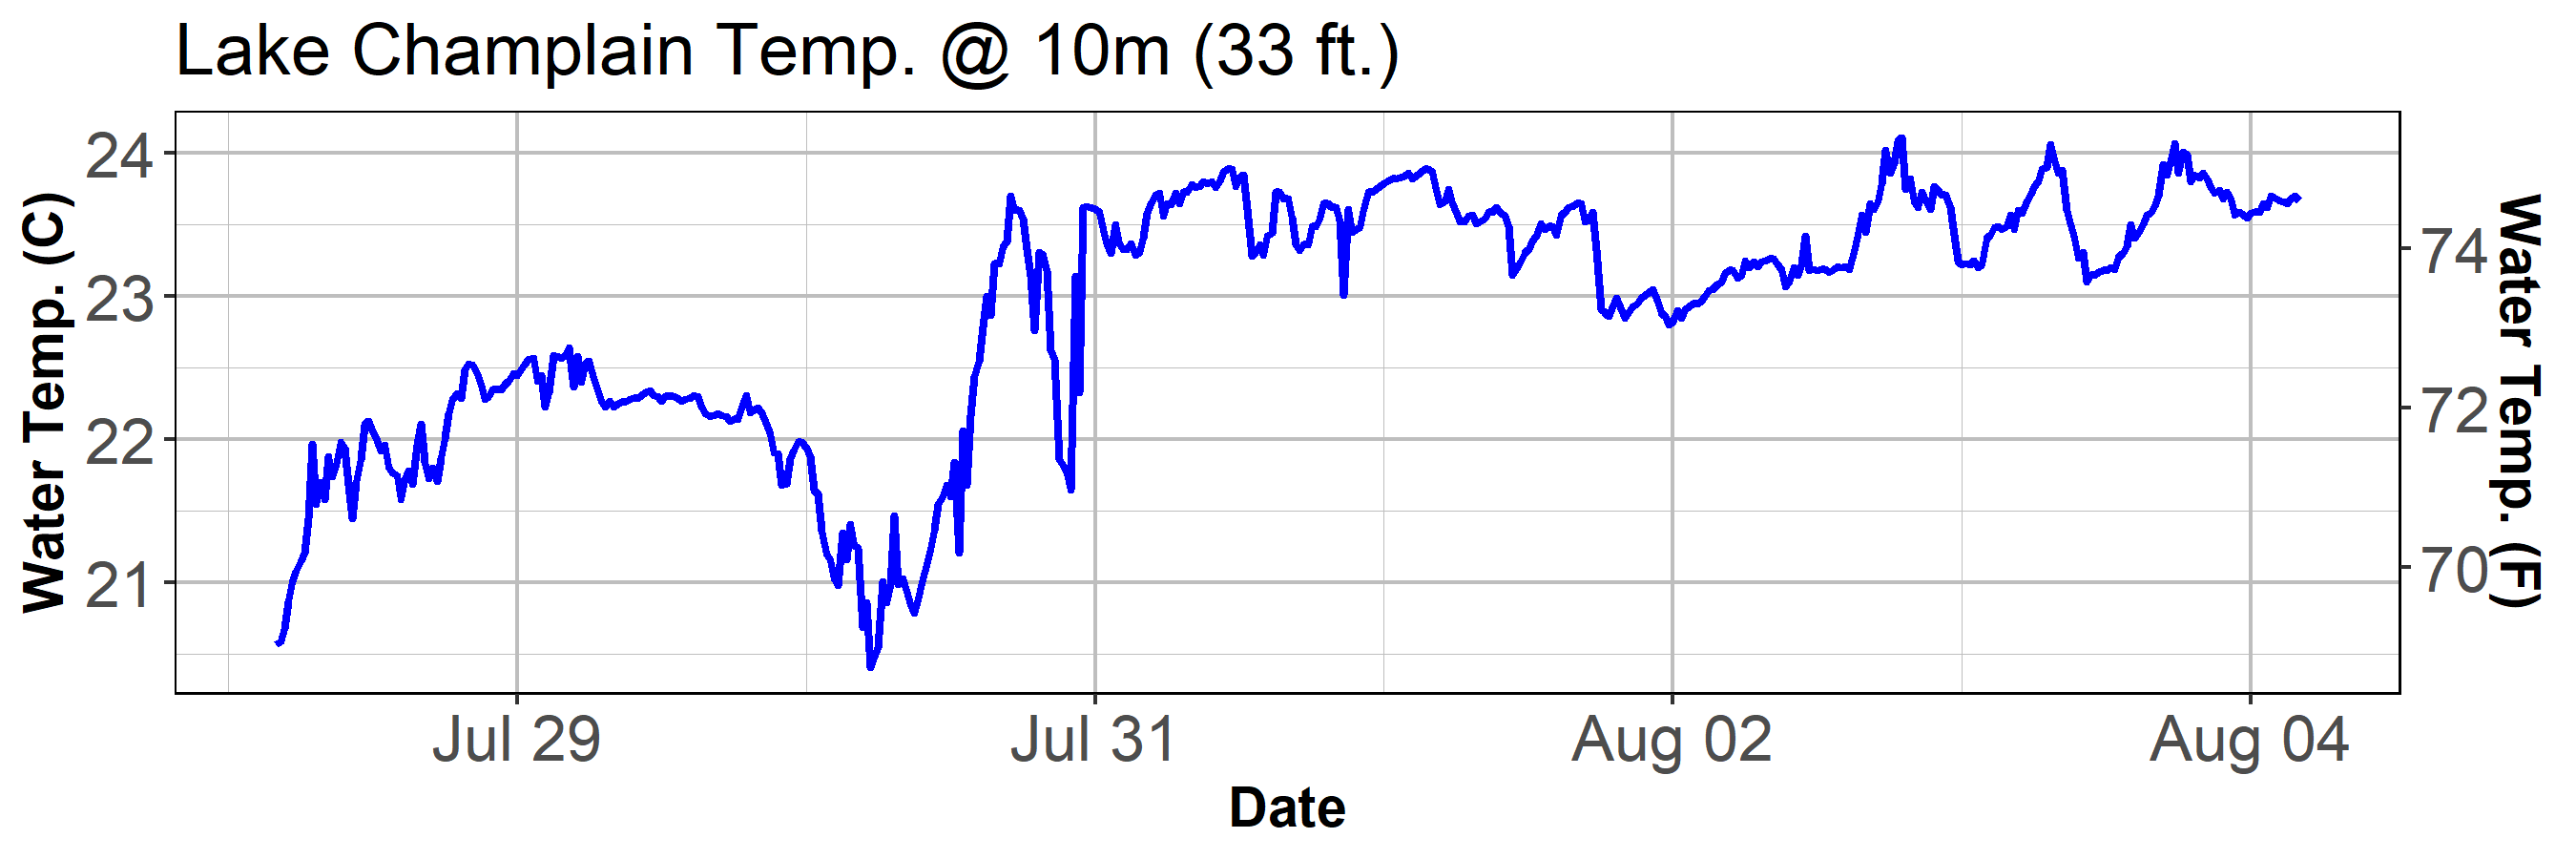 Lake Champlain Temp. @ 10m (33 ft.)
Water Temp. (C)
24
23
22
21
74
72
70
Water Temp. (F)
Jul 29
Jul 31
Aug 02
Aug 04
Date